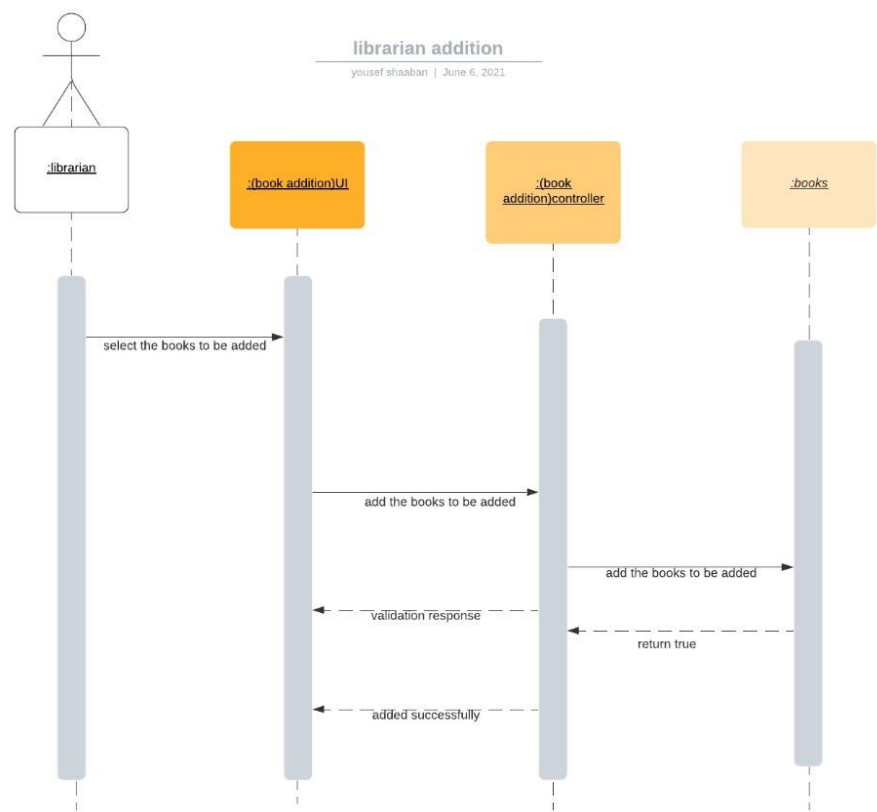 librarian addition
yousef shaaban | June 6, 2021
:librarian
:(book addition)UI
:(book
addition)controller
:books
select the books to be added
add the books to be added
add the books to be added
validation response
return true
added successfully